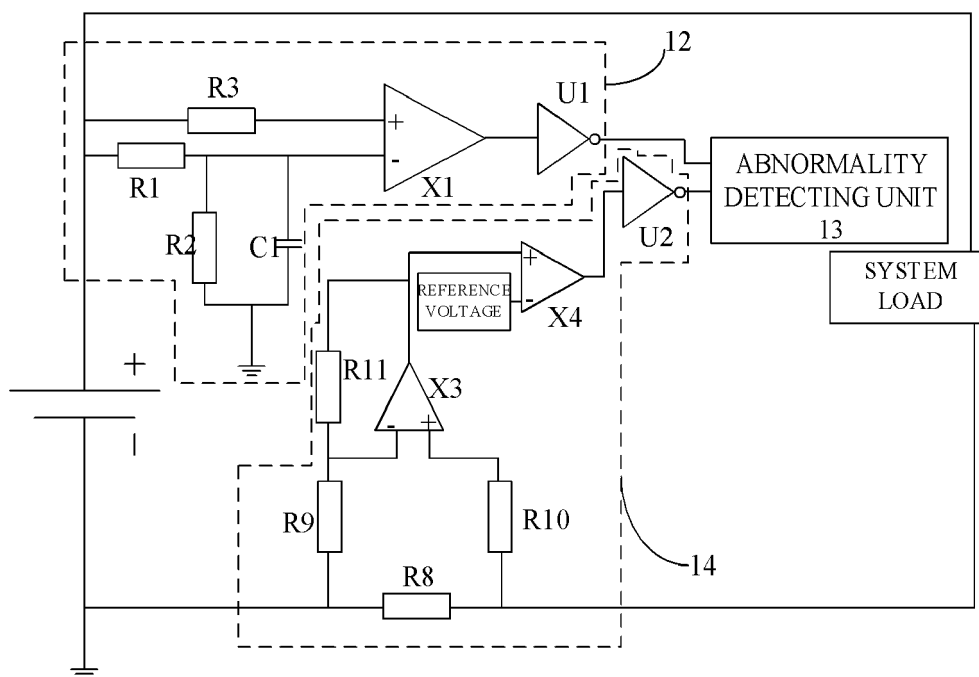 12
R3
U1
+
-
R1
X1
ABNORMALITY
DETECTING UNIT
13
R2
C1
U2
+
REFERENCE
VOLTAGE
-
X4
SYSTEM
LOAD
+
R11
X3
-
+
-
R9
R10
14
R8